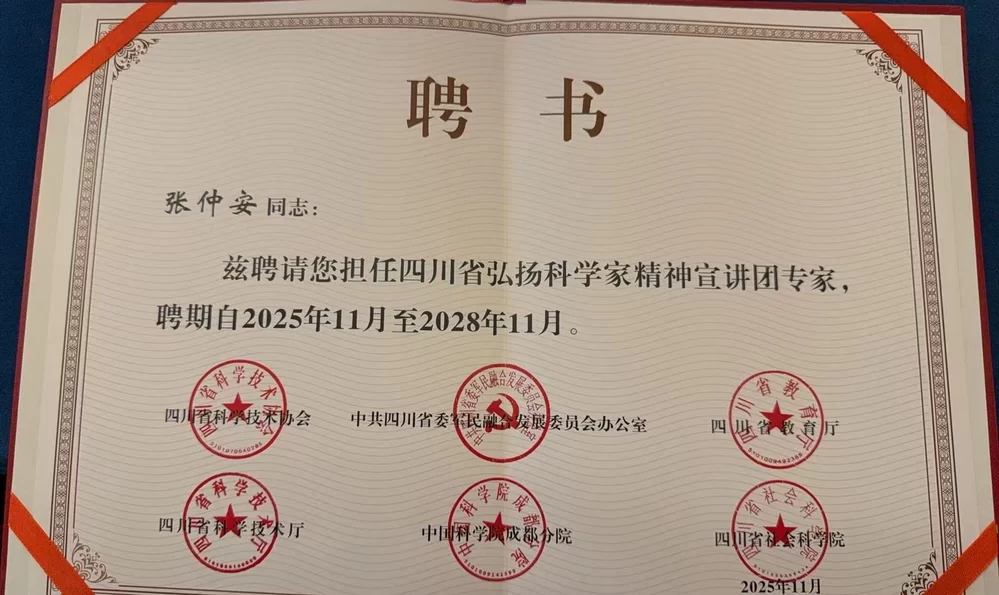 聘 书
张仲安同志：
兹聘请您担任四川省弘扬科学家精神宣讲团专家，
聘期自2025年11月至2028年11月。
四川省科学技术协会 中共四川省委军民融合发展委员会办公室 四川省教育厅
四川省科学技术厅 中国科学院成都分院 四川省社会科学院
2025年11月